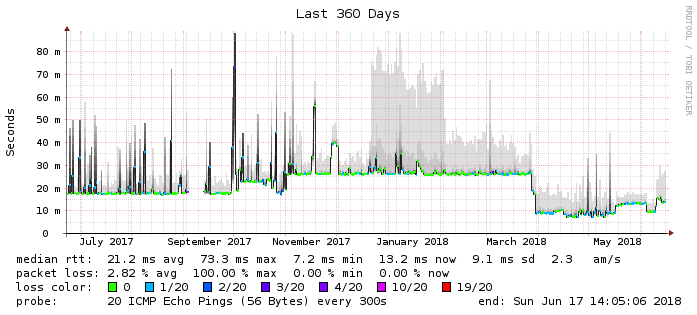 Last 360 Days
RRDTOOL / TOBI OETIKER
Seconds
80 m
70 m
60 m
50 m
40 m
30 m
20 m
10 m
0
July 2017 September 2017 November 2017 January 2018 March 2018 May 2018
median rtt: 21.2 ms avg 73.3 ms max 7.2 ms min 13.2 ms now 9.1 ms sd 2.3 am/s
packet loss: 2.82 % avg 100.00 % max 0.00 % min 0.00 % now
loss color: 0 1/20 2/20 3/20 4/20 10/20 19/20
probe: 20 ICMP Echo Pings (56 Bytes) every 300s end: Sun Jun 17 14:05:06 2018